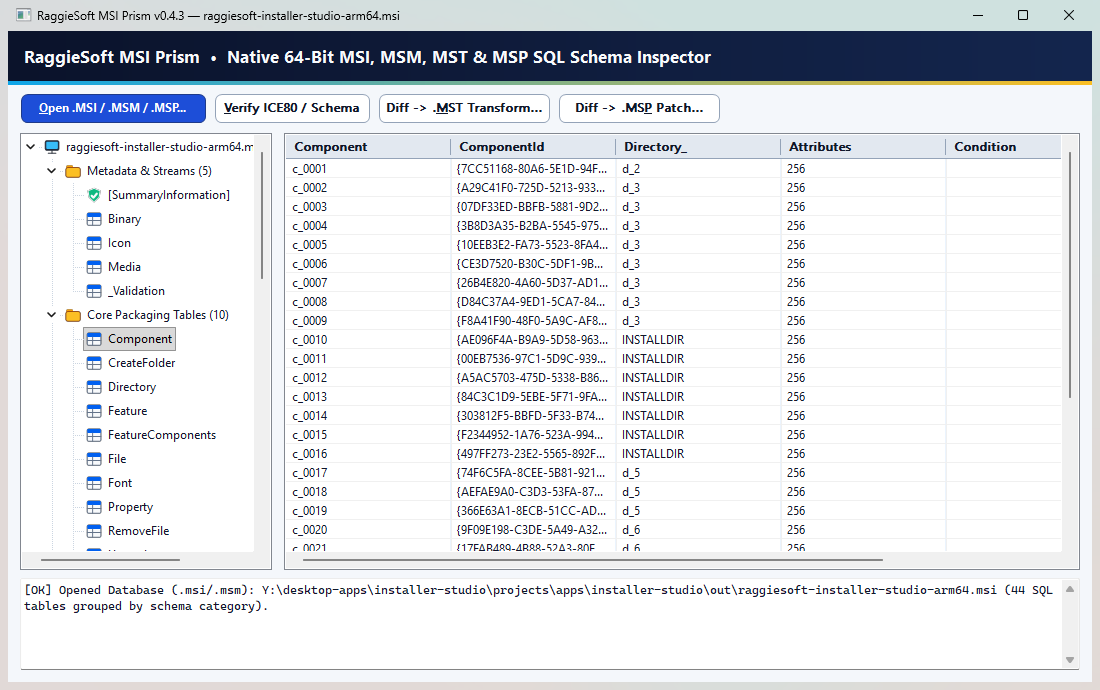 RaggieSoft MSI Prism v0.4.3 — raggiesoft-installer-studio-arm64.msi
RaggieSoft MSI Prism • Native 64-Bit MSI, MSM, MST & MSP SQL Schema Inspector
Open .MSI / .MSM / .MSP...
Verify ICE80 / Schema
Diff -> .MST Transform...
Diff -> .MSP Patch...
raggiesoft-installer-studio-arm64.m
Metadata & Streams (5)
[SummaryInformation]
Binary
Icon
Media
_Validation
Core Packaging Tables (10)
Component
CreateFolder
Directory
Feature
FeatureComponents
File
Font
Property
RemoveFile
Component ComponentId Directory_ Attributes Condition
c_0001 {7CC51168-80A6-5E1D-94F... d_2 256
c_0002 {A29C41F0-725D-5213-933... d_3 256
c_0003 {07DF33ED-BBFB-5881-9D2... d_3 256
c_0004 {3B8D3A35-B2BA-5545-975... d_3 256
c_0005 {10EEB3E2-FA73-5523-8FA4... d_3 256
c_0006 {CE3D7520-B30C-5DF1-9B... d_3 256
c_0007 {26B4E820-4A60-5D37-AD1... d_3 256
c_0008 {D84C37A4-9ED1-5CA7-84... d_3 256
c_0009 {F8A41F90-48F0-5A9C-AF8... d_3 256
c_0010 {AE096F4A-B9A9-5D58-963... INSTALLDIR 256
c_0011 {00EB7536-97C1-5D9C-939... INSTALLDIR 256
c_0012 {A5AC5703-475D-5338-B86... INSTALLDIR 256
c_0013 {84C3C1D9-5EBE-5F71-9FA... INSTALLDIR 256
c_0014 {303812F5-BBFD-5F33-B74... INSTALLDIR 256
c_0015 {F2344952-1A76-523A-994... INSTALLDIR 256
c_0016 {497FF273-23E2-5565-892F... INSTALLDIR 256
c_0017 {74F6C5FA-8CEE-5B81-921... d_5 256
c_0018 {AEFAE9A0-C3D3-53FA-87... d_5 256
c_0019 {366E63A1-8ECB-51CC-AD... d_5 256
c_0020 {9F09E198-C3DE-5A49-A32... d_6 256
c_0021 {17FAB489-4B88-52A3-80F... d_6 256
[OK] Opened Database (.msi/.msm): Y:\desktop-apps\installer-studio\projects\apps\installer-studio\out\raggiesoft-installer-studio-arm64.msi (44 SQL
tables grouped by schema category).